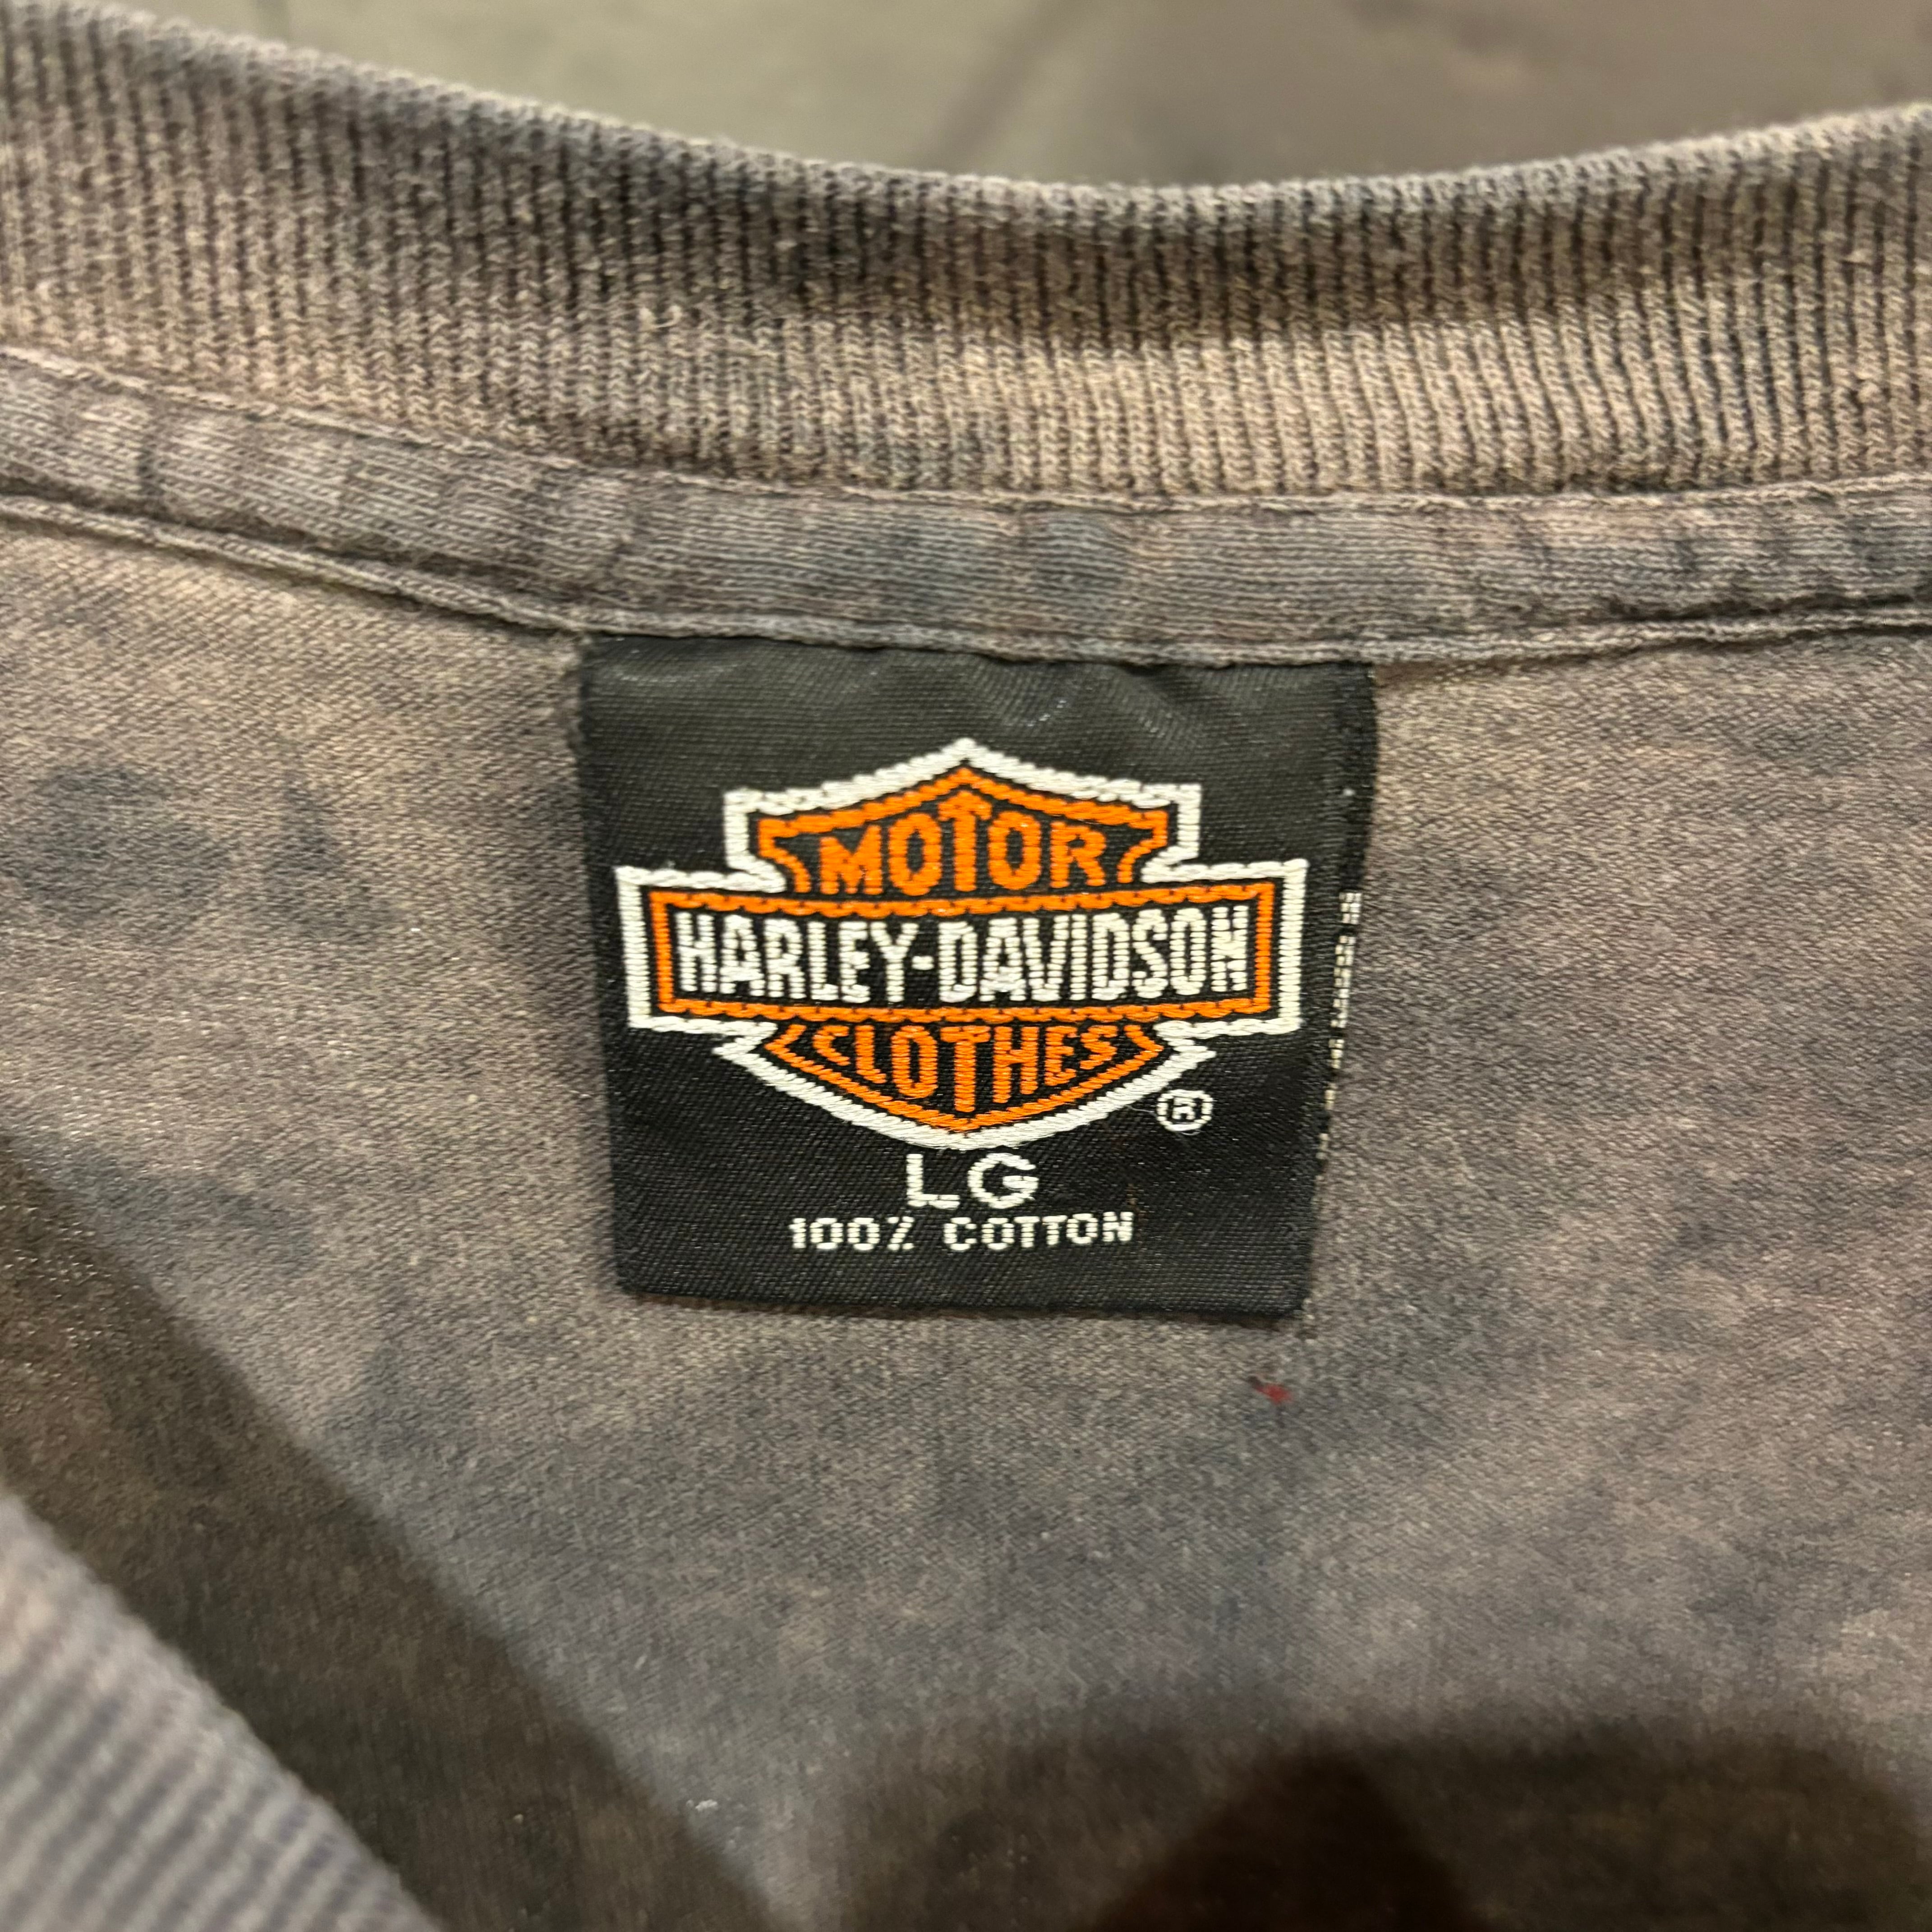 MOTOR
HARLEY-DAVIDSON
CLOTHES
®
LG
100% COTTON